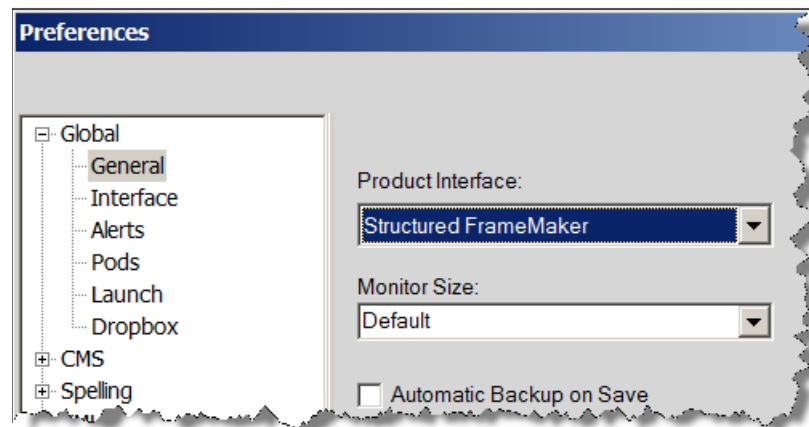 Preferences
Global
General
Interface
Alerts
Pods
Launch
Dropbox
CMS
Spelling
Product Interface:
Structured FrameMaker
Monitor Size:
Default
Automatic Backup on Save